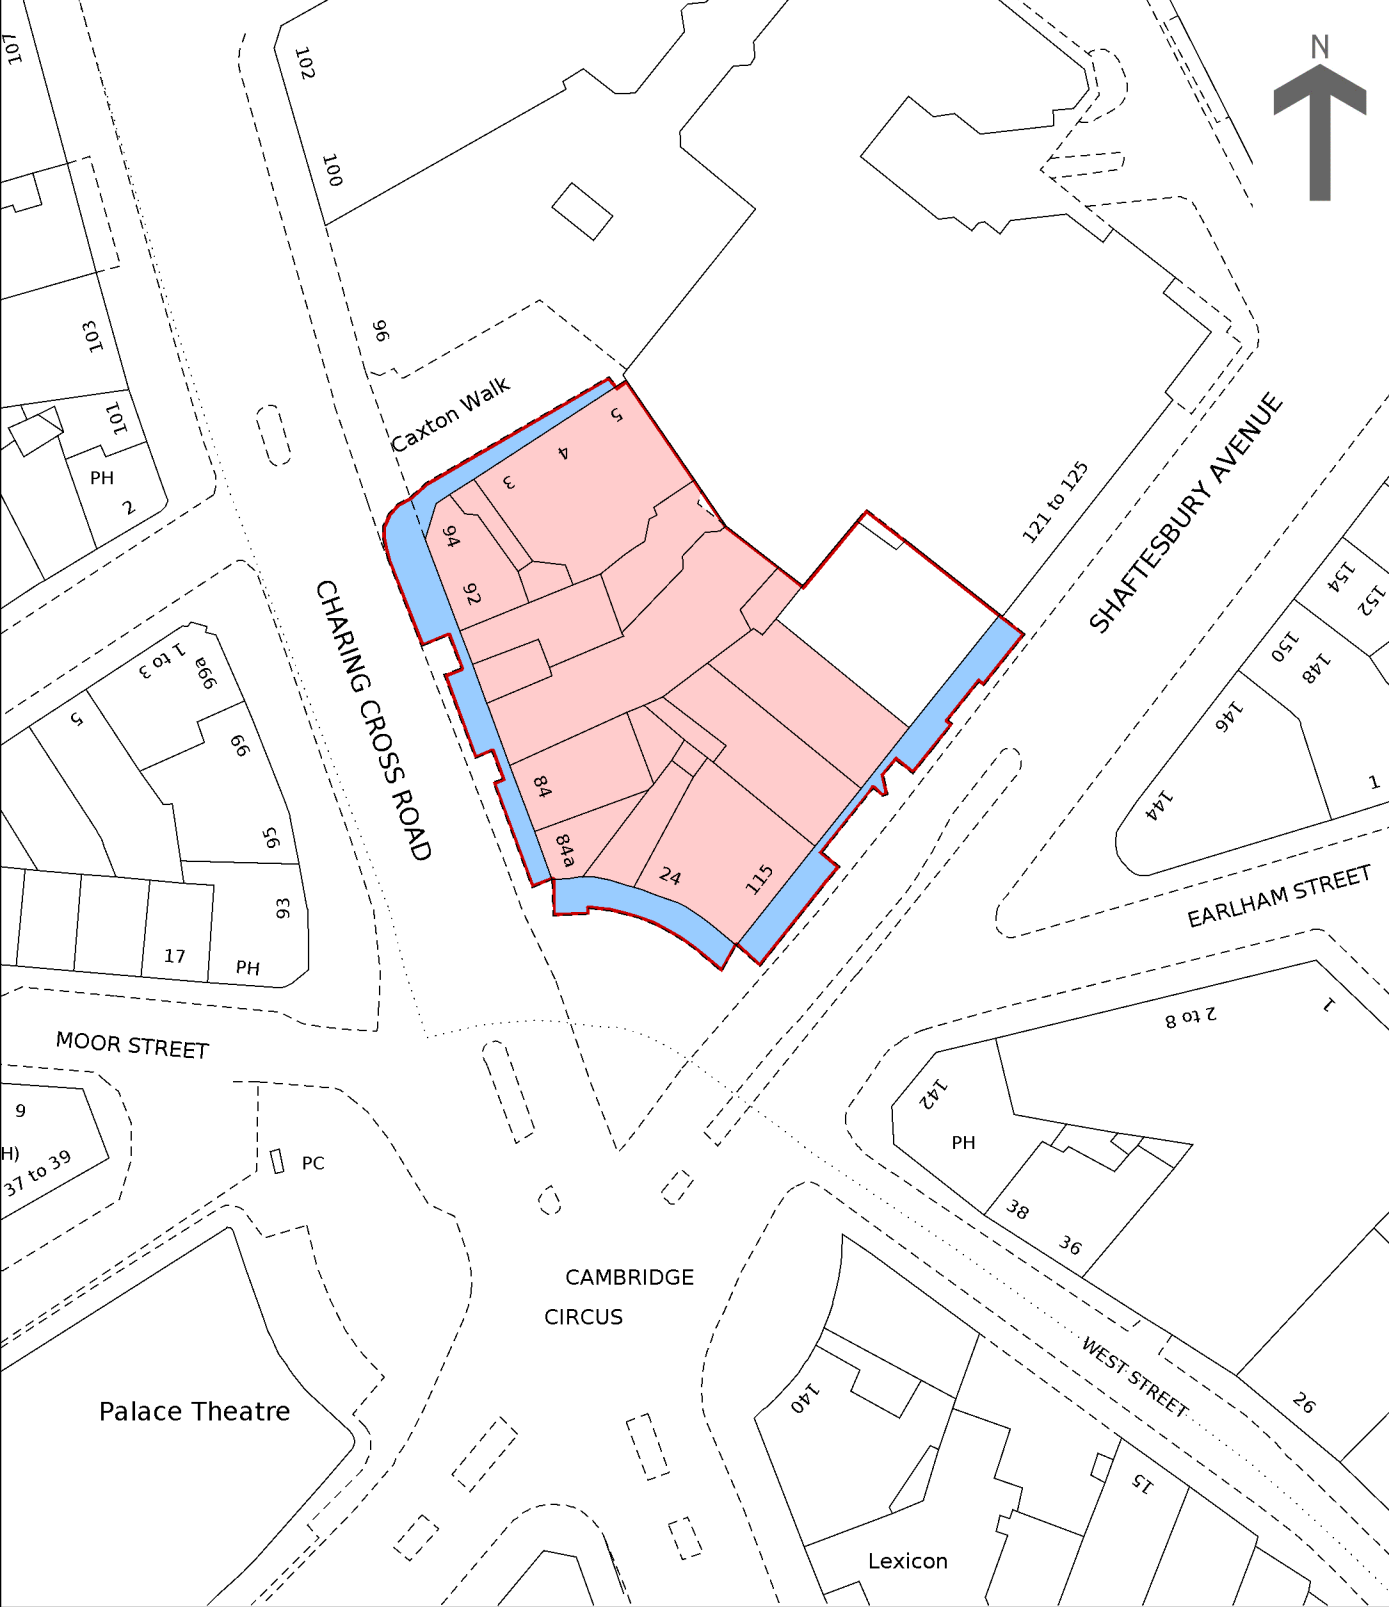 107
102
N
100
96
103
Caxton Walk
101
PH
2
5
4
3
94
92
121 to 125
SHAFTESBURY AVENUE
154
152
150
148
146
144
1
CHARING CROSS ROAD
1 to 3
99a
5
99
95
93
17
PH
84
84a
24
115
EARLHAM STREET
MOOR STREET
2 to 8
1
142
PH
38
36
9
H)
37 to 39
PC
CAMBRIDGE
CIRCUS
WEST STREET
26
Palace Theatre
140
15
Lexicon